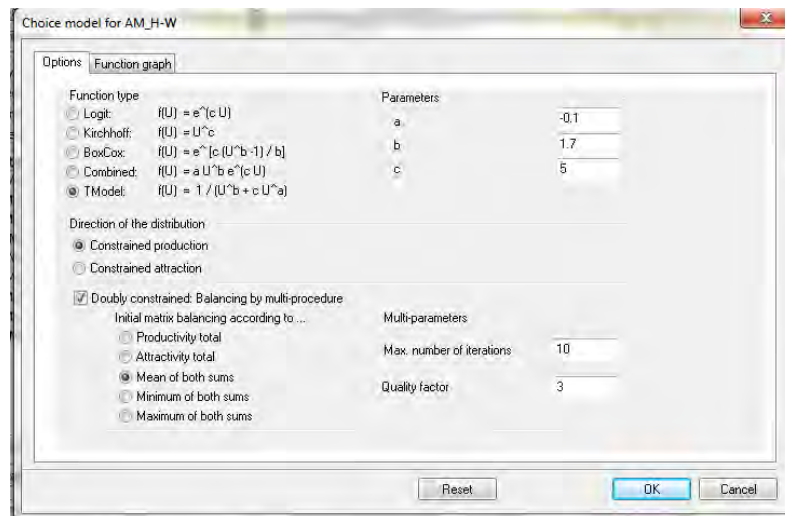 Choice model for AM_H-W
Options Function graph
Function type
Logit: f(U) = e^(c U)
Kirchhoff: f(U) = U^c
BoxCox: f(U) = e^ [c (U^b -1) / b]
Combined: f(U) = a U^b e^(c U)
TModel: f(U) = 1 / (U^b + c U^a)
Parameters
a -0.1
b 1.7
c 5
Direction of the distribution
Constrained production
Constrained attraction
Doubly constrained: Balancing by multi-procedure
Initial matrix balancing according to ...
Productivity total
Attractivity total
Mean of both sums
Minimum of both sums
Maximum of both sums
Multi-parameters
Max. number of iterations 10
Quality factor 3
Reset OK Cancel